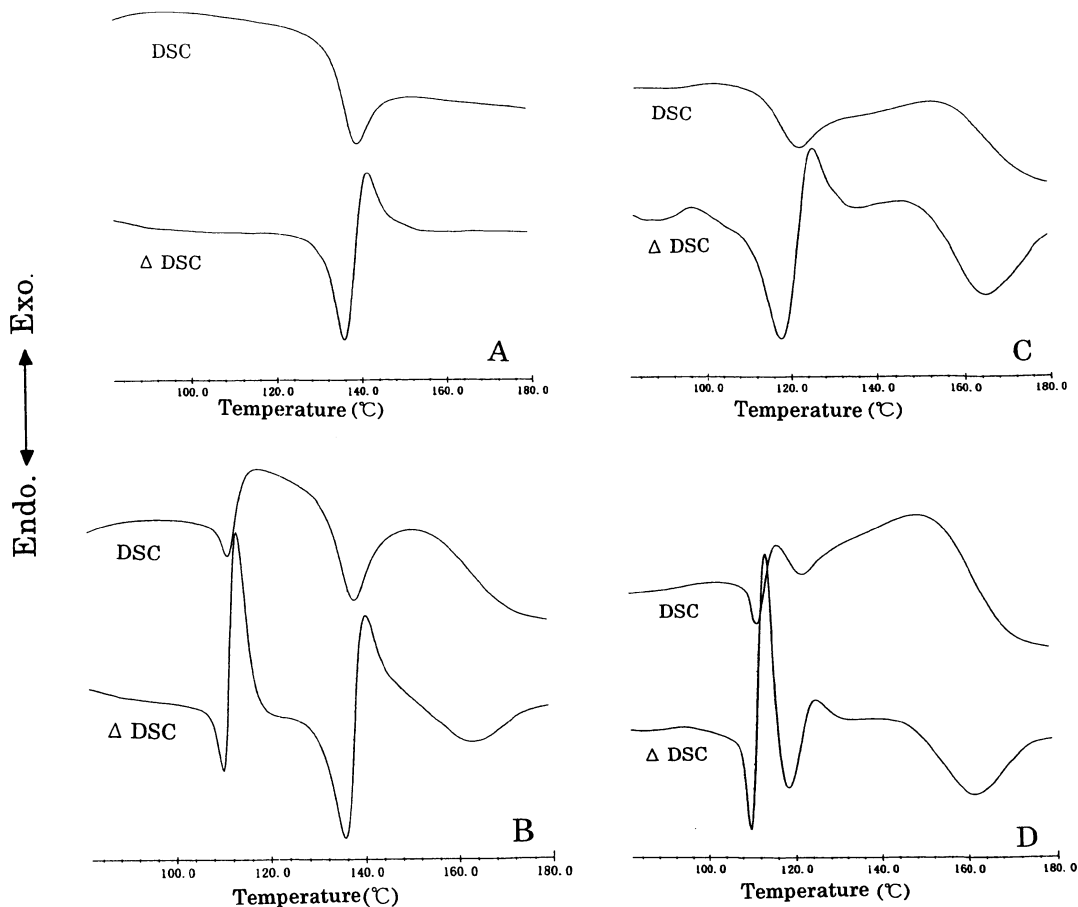 Endo. ↔ Exo.
DSC
Δ DSC
A
100.0 120.0 140.0 160.0 180.0
Temperature (℃)
DSC
Δ DSC
C
100.0 120.0 140.0 160.0 180.0
Temperature (℃)
DSC
Δ DSC
B
100.0 120.0 140.0 160.0 180.0
Temperature(℃)
DSC
Δ DSC
D
100.0 120.0 140.0 160.0 180.0
Temperature (℃)